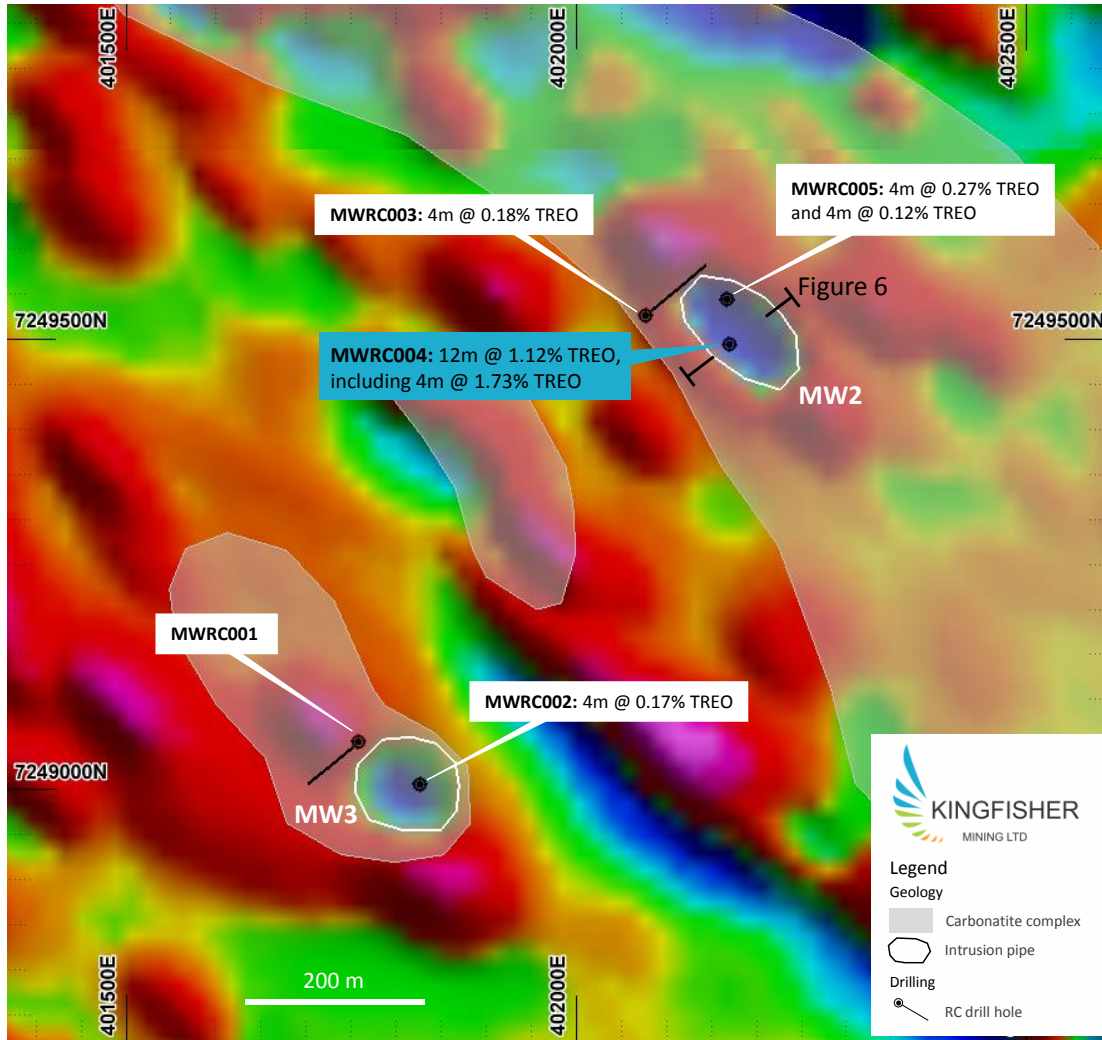 401500E
402000E
402500E
MWRC003: 4m @ 0.18% TREO
MWRC005: 4m @ 0.27% TREO
and 4m @ 0.12% TREO
Figure 6
7249500N
7249500N
MWRC004: 12m @ 1.12% TREO,
including 4m @ 1.73% TREO
MW2
MWRC001
MWRC002: 4m @ 0.17% TREO
7249000N
MW3
KINGFISHER
MINING LTD
Legend
Geology
Carbonatite complex
Intrusion pipe
Drilling
RC drill hole
200 m
401500E
402000E